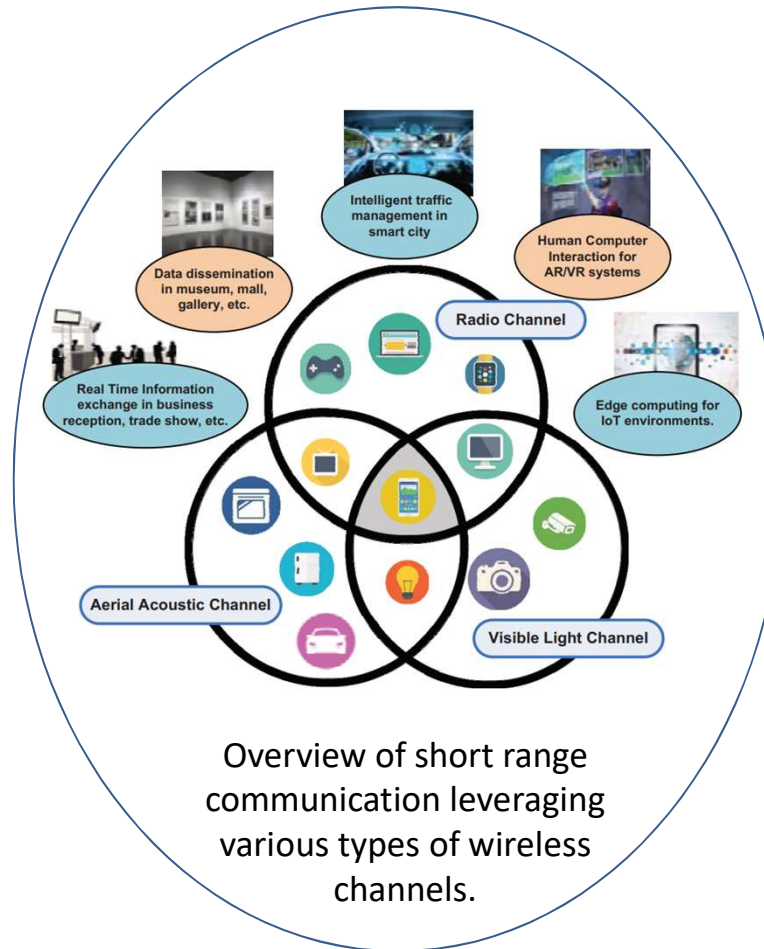 Intelligent traffic
management in
smart city
Human Computer
Interaction for
AR/VR systems
Data dissemination
in museum, mall,
gallery, etc.
Radio Channel
Real Time Information
exchange in business
reception, trade show, etc.
Edge computing for
IoT environments.
Aerial Acoustic Channel
Visible Light Channel
Overview of short range
communication leveraging
various types of wireless
channels.